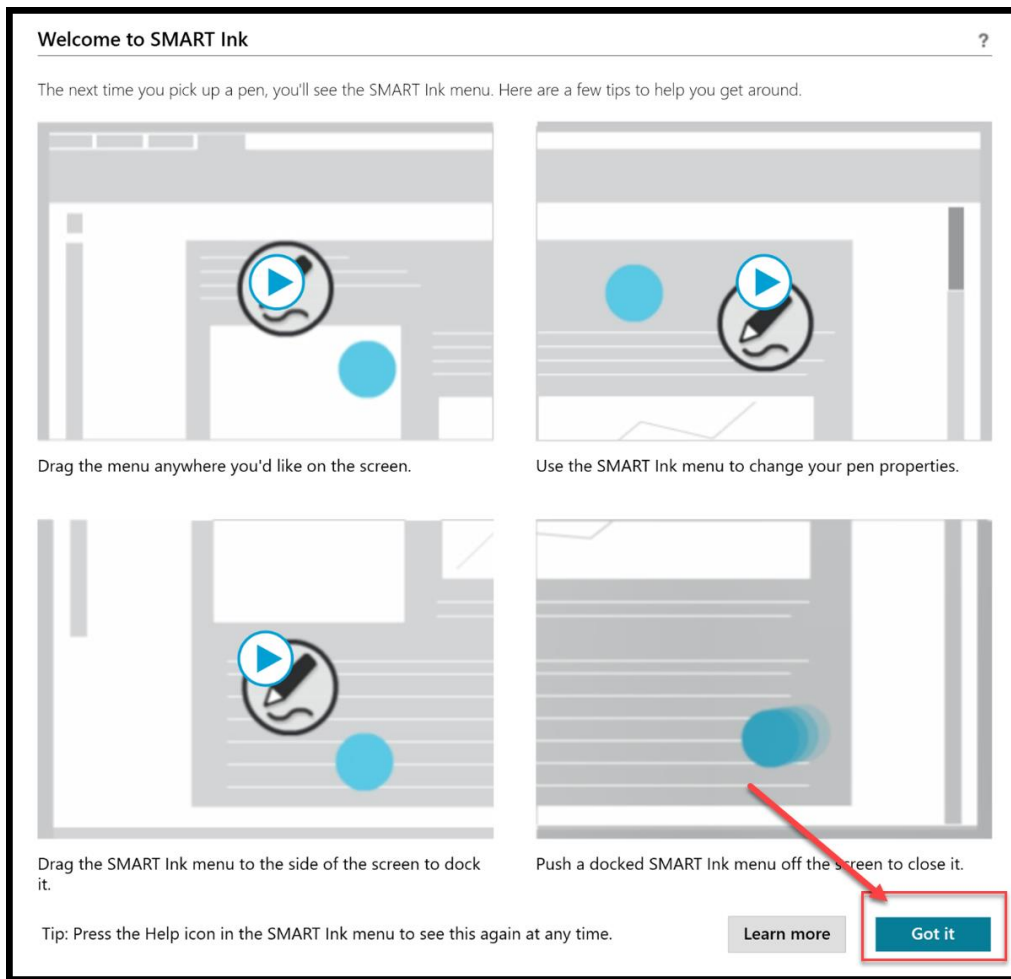 Welcome to SMART Ink
?
The next time you pick up a pen, you'll see the SMART Ink menu. Here are a few tips to help you get around.
Drag the menu anywhere you'd like on the screen.
Use the SMART Ink menu to change your pen properties.
Drag the SMART Ink menu to the side of the screen to dock
it.
Push a docked SMART Ink menu off the screen to close it.
Tip: Press the Help icon in the SMART Ink menu to see this again at any time.
Learn more
Got it